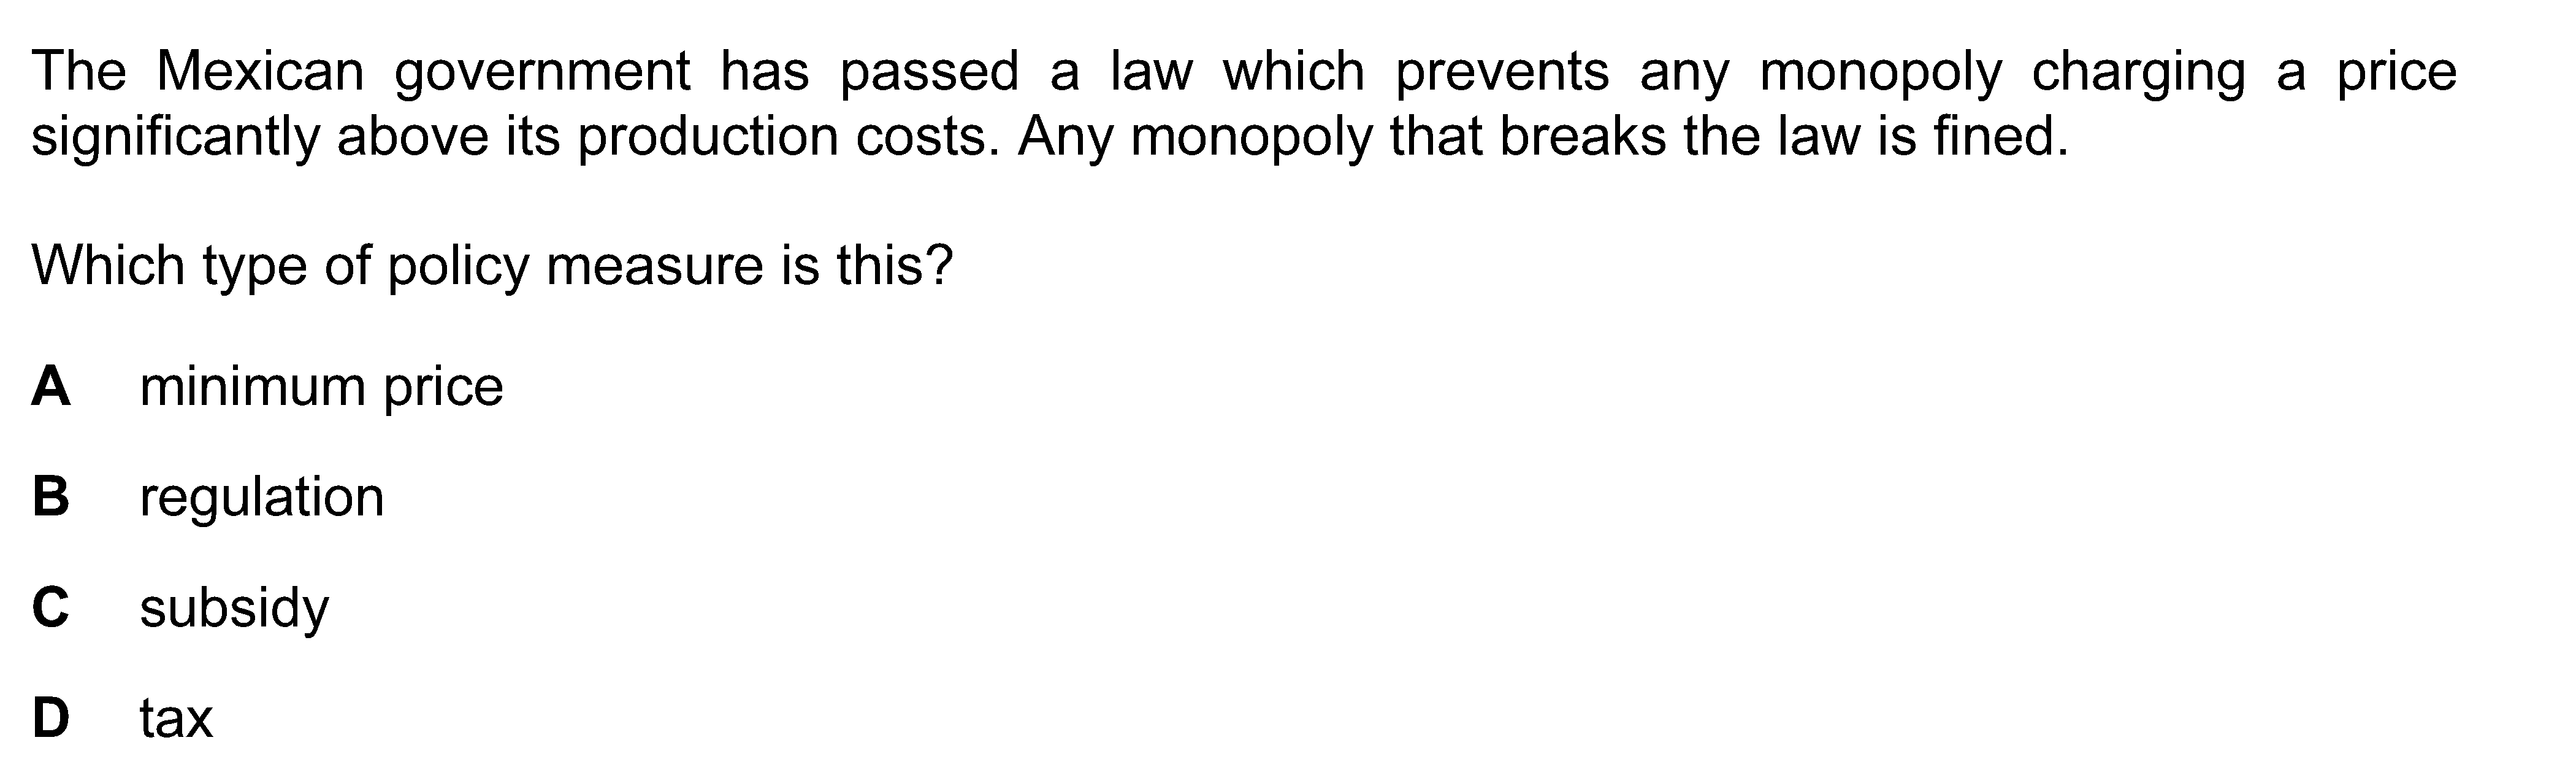 The Mexican government has passed a law which prevents any monopoly charging a price
significantly above its production costs. Any monopoly that breaks the law is fined.
Which type of policy measure is this?
A minimum price
B regulation
C subsidy
D tax